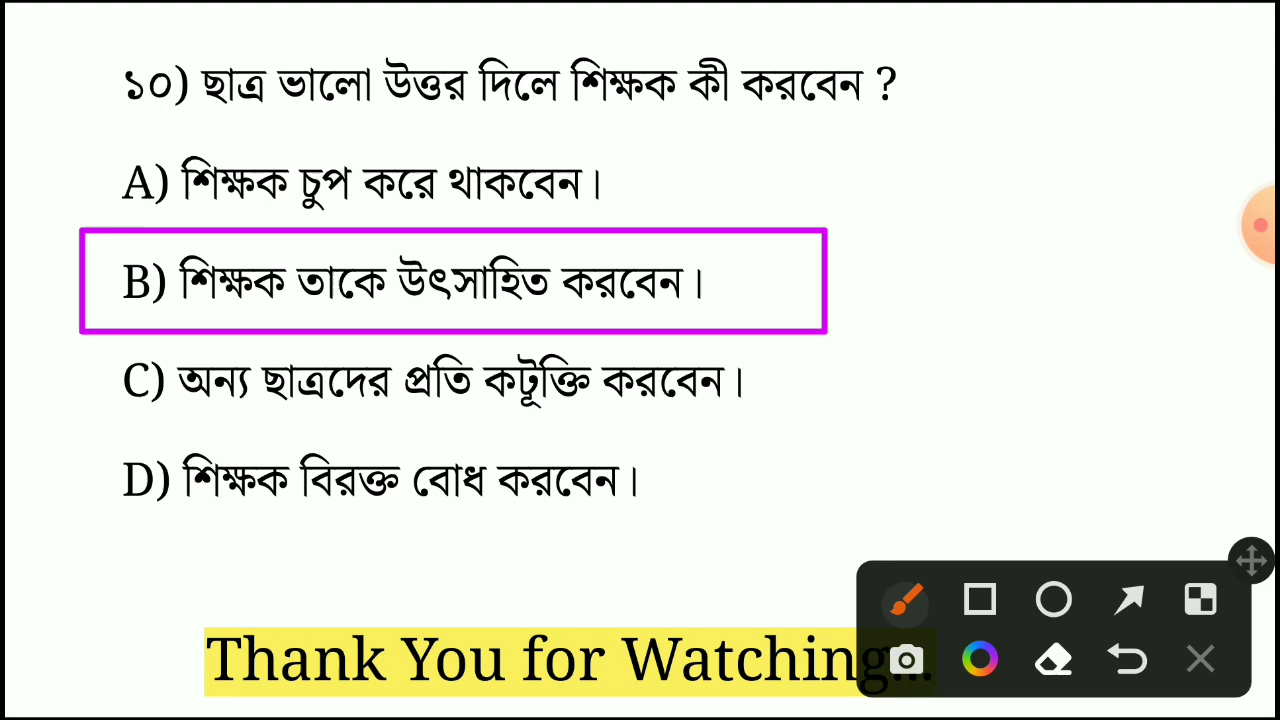 ১০) ছাত্র ভালো উত্তর দিলে শিক্ষক কী করবেন ?
A) শিক্ষক চুপ করে থাকবেন।
B) শিক্ষক তাকে উৎসাহিত করবেন।
C) অন্য ছাত্রদের প্রতি কটূক্তি করবেন।
D) শিক্ষক বিরক্ত বোধ করবেন।
Thank You for Watching...